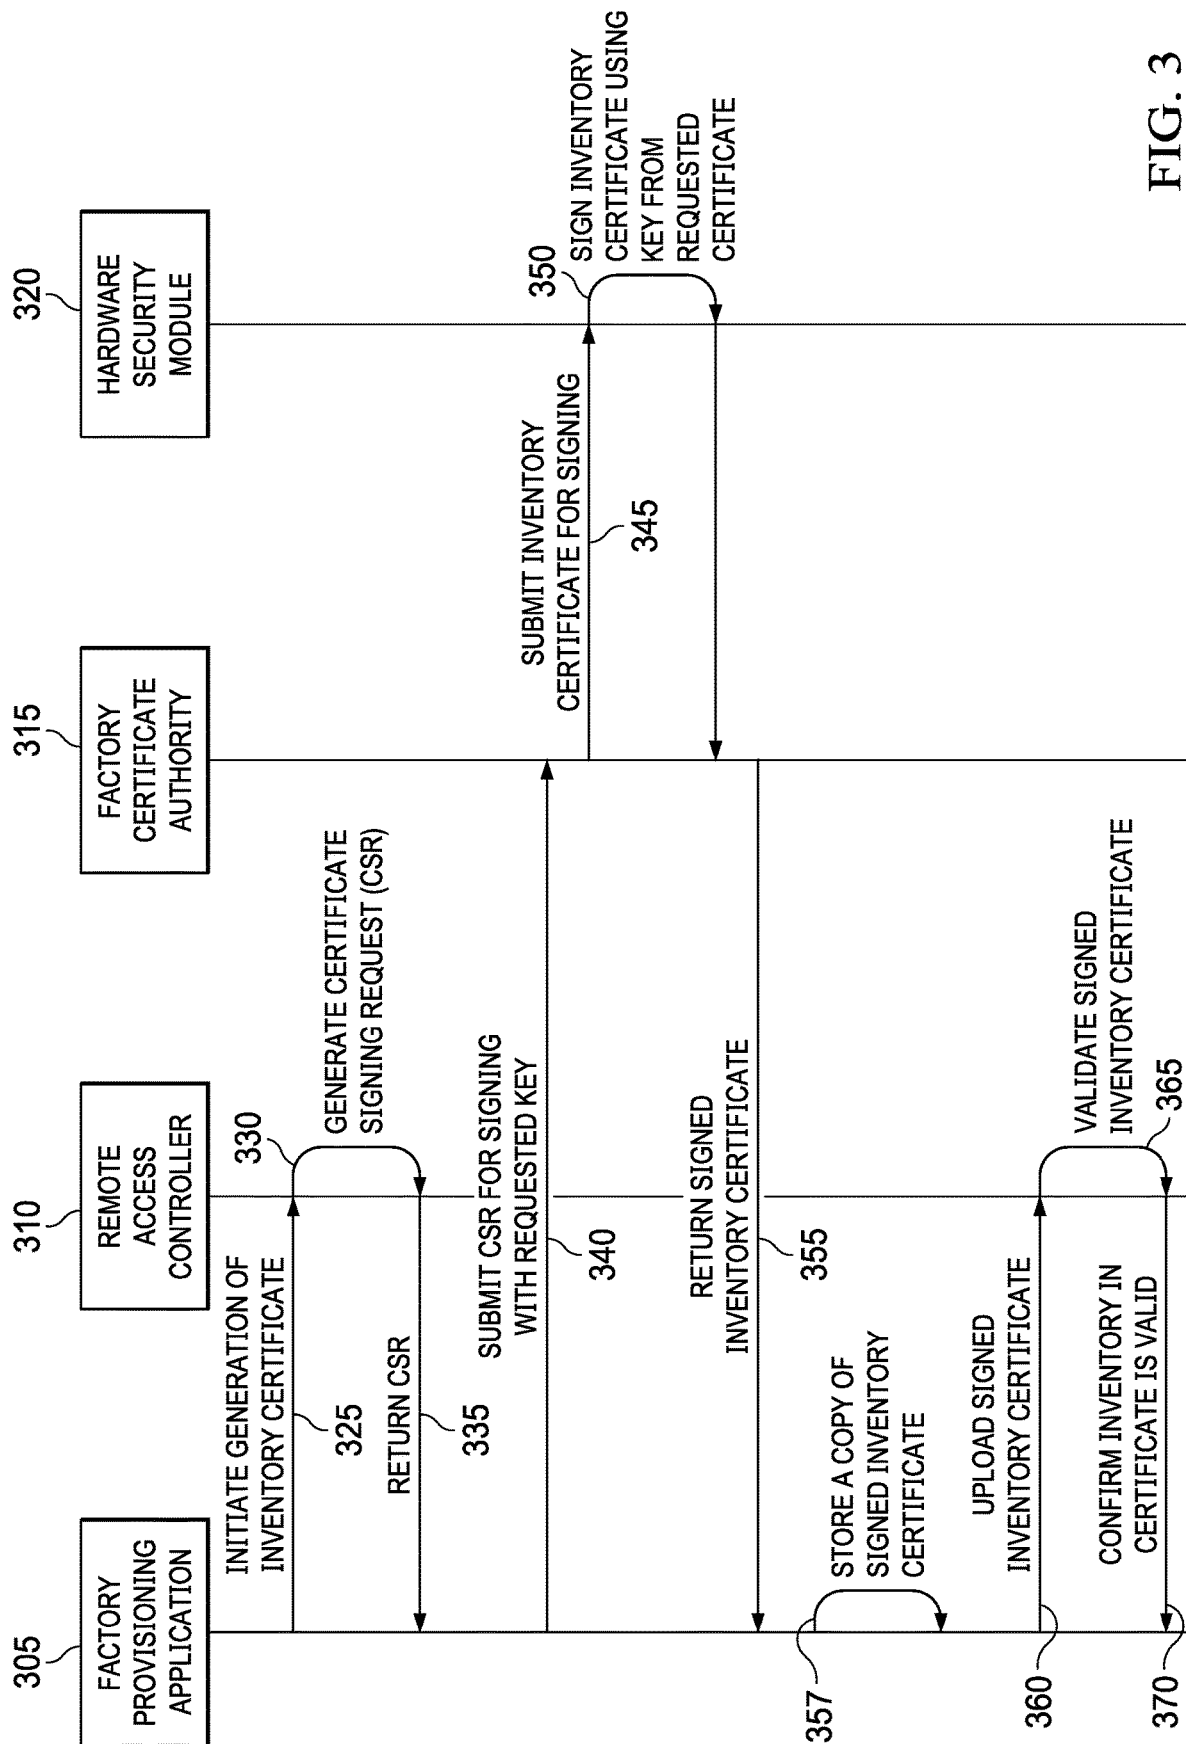 305
FACTORY
PROVISIONING
APPLICATION
310
REMOTE
ACCESS
CONTROLLER
315
FACTORY
CERTIFICATE
AUTHORITY
320
HARDWARE
SECURITY
MODULE
INITIATE GENERATION OF
INVENTORY CERTIFICATE
325
330
GENERATE CERTIFICATE
SIGNING REQUEST (CSR)
RETURN CSR
335
SUBMIT CSR FOR SIGNING
WITH REQUESTED KEY
340
SUBMIT INVENTORY
CERTIFICATE FOR SIGNING
345
350
SIGN INVENTORY
CERTIFICATE USING
KEY FROM
REQUESTED
CERTIFICATE
RETURN SIGNED
INVENTORY CERTIFICATE
355
357
STORE A COPY OF
SIGNED INVENTORY
CERTIFICATE
UPLOAD SIGNED
INVENTORY CERTIFICATE
360
VALIDATE SIGNED
INVENTORY CERTIFICATE
365
CONFIRM INVENTORY IN
CERTIFICATE IS VALID
370
FIG. 3